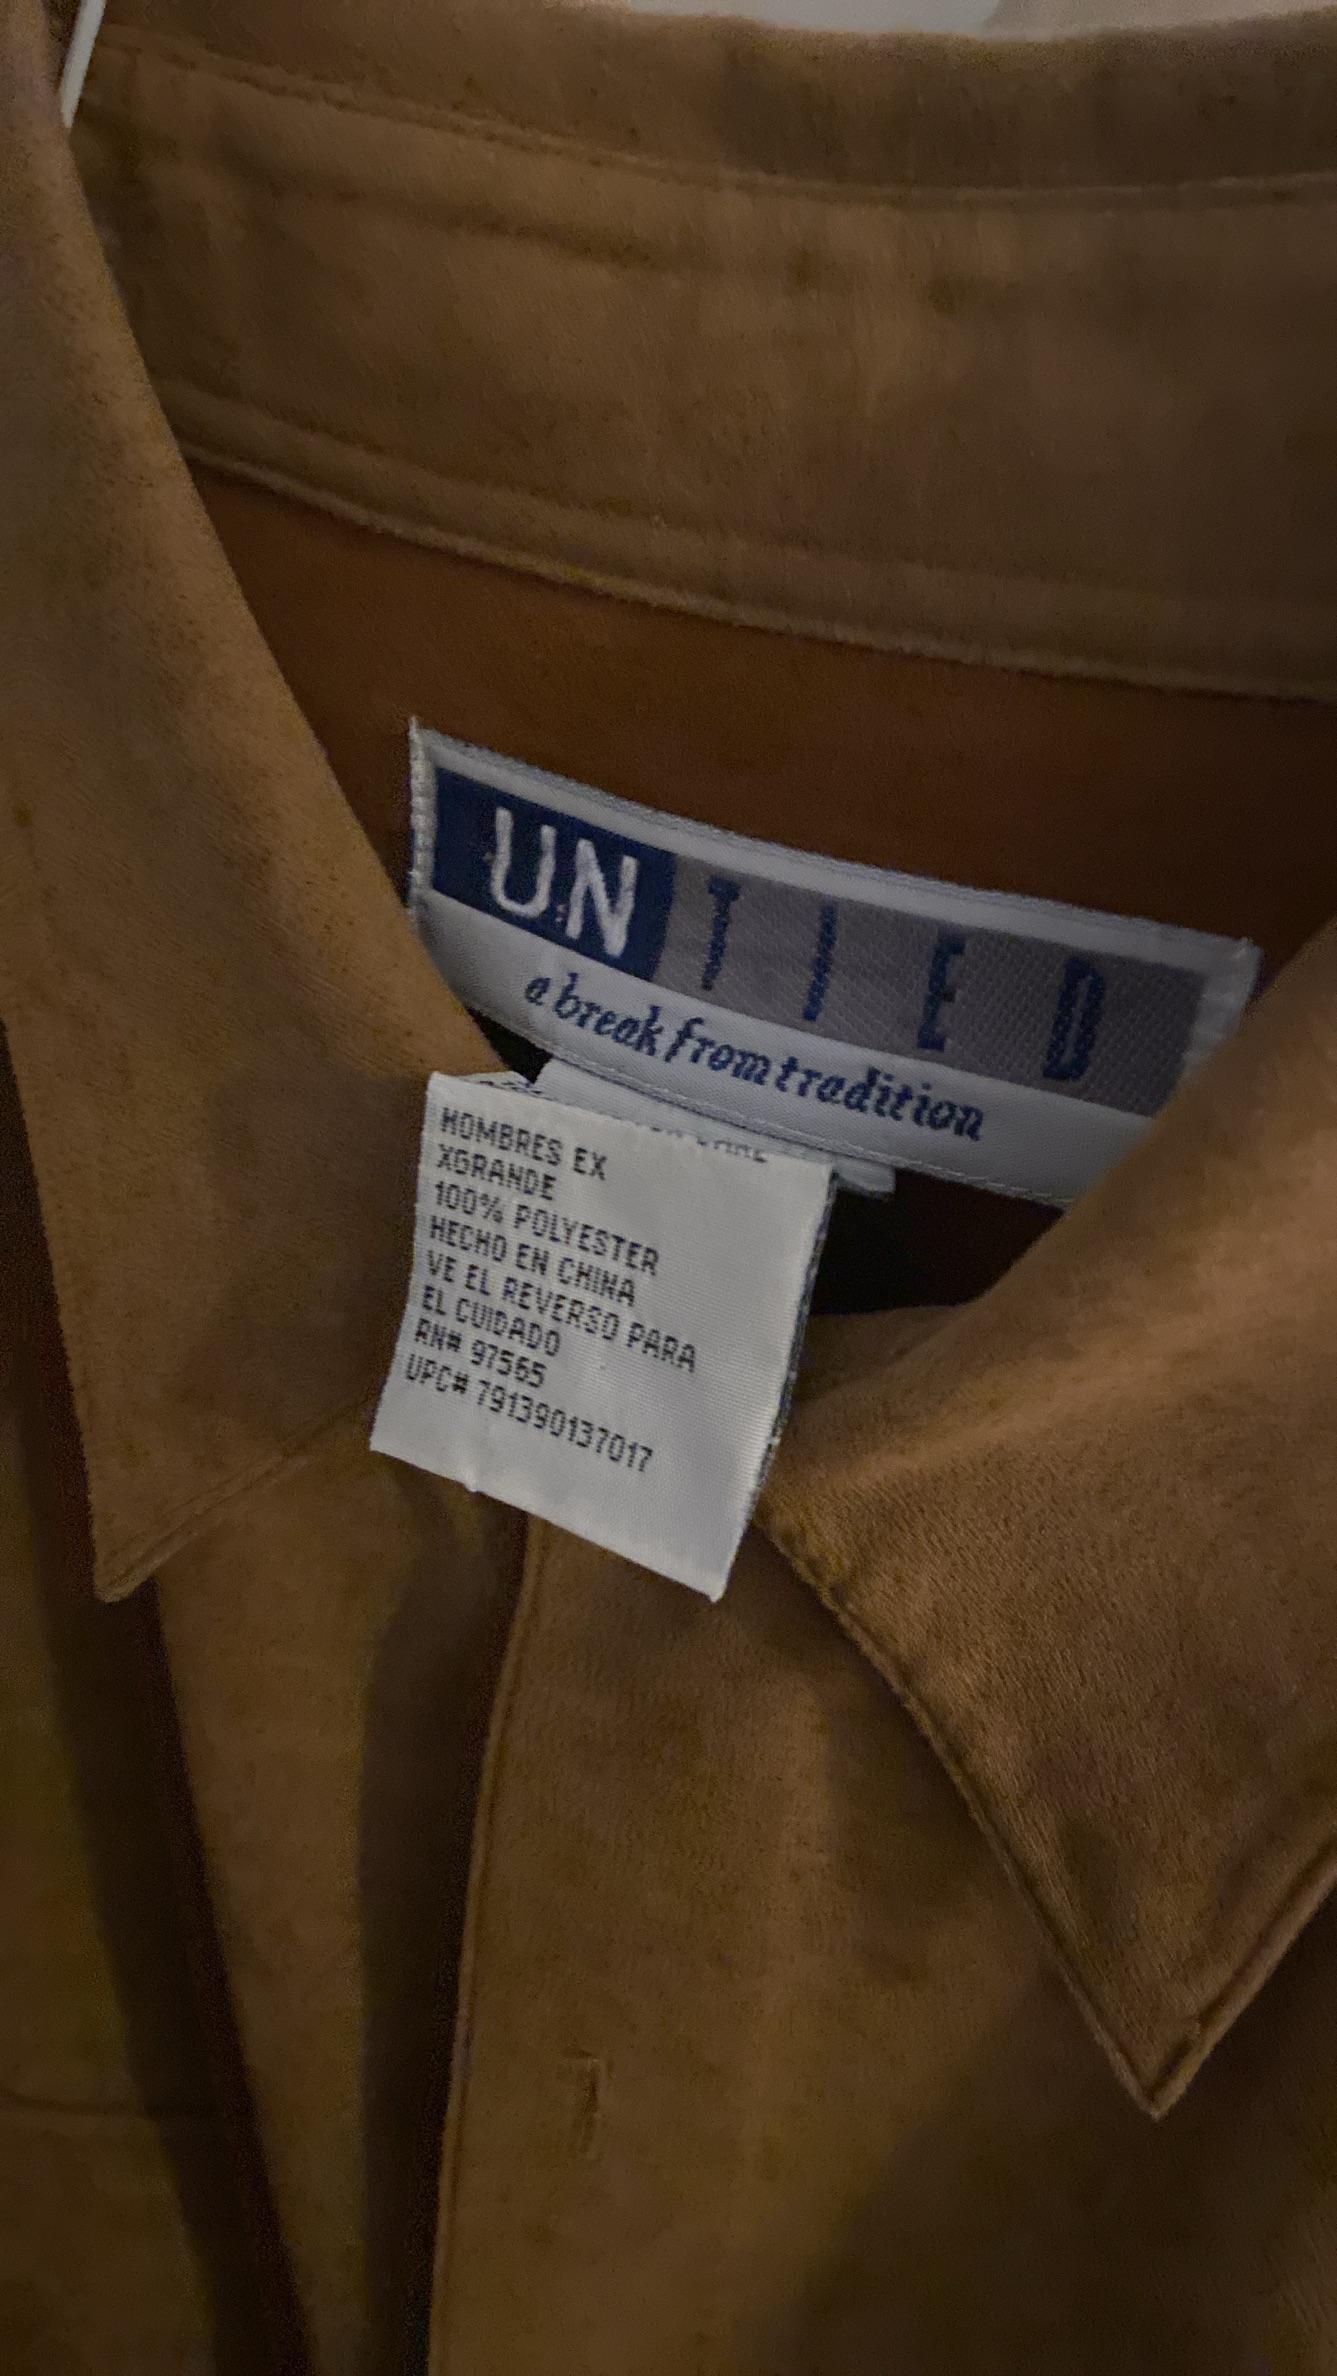 UNTIED
a break from tradition
HOMBRES EX
XGRANDE
100% POLYESTER
HECHO EN CHINA
VE EL REVERSO PARA
EL CUIDADO
RN# 97565
UPC# 791390137017